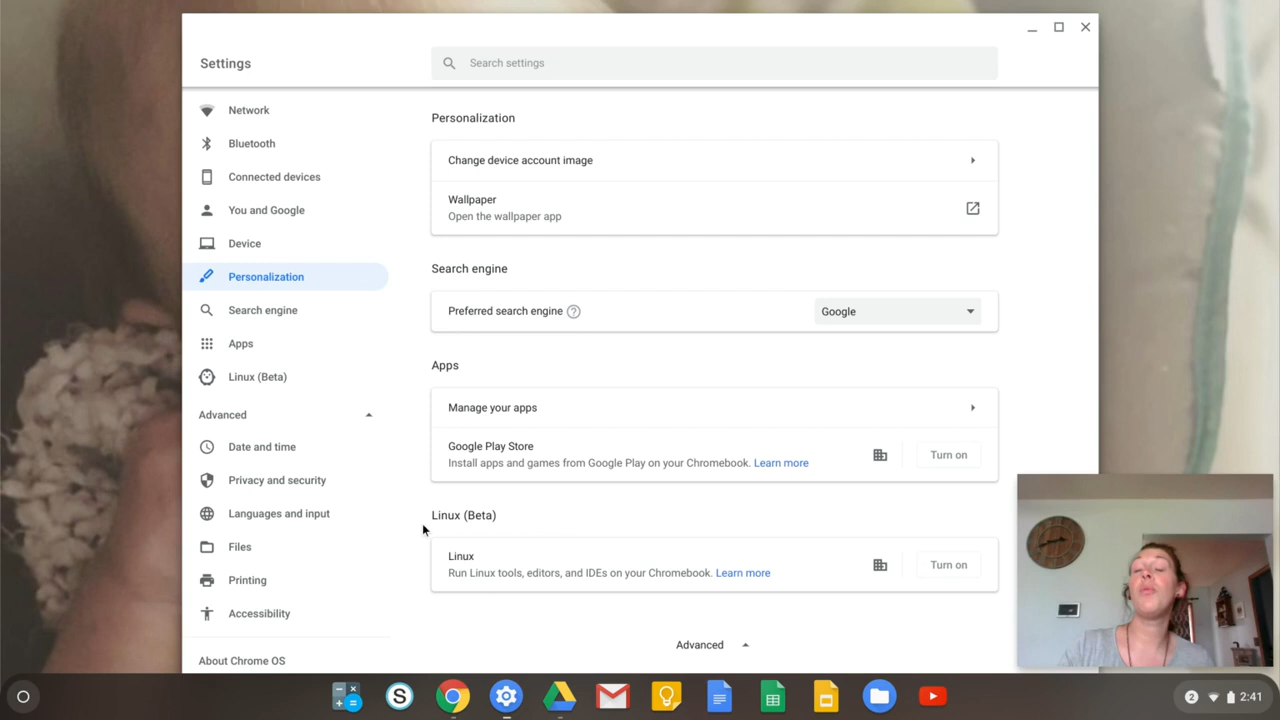 Settings
Search settings
Network
Bluetooth
Connected devices
You and Google
Device
Personalization
Search engine
Apps
Linux (Beta)
Advanced
Date and time
Privacy and security
Languages and input
Files
Printing
Accessibility
About Chrome OS
Personalization
Change device account image
Wallpaper
Open the wallpaper app
Search engine
Preferred search engine
Google
Apps
Manage your apps
Google Play Store
Install apps and games from Google Play on your Chromebook. Learn more
Turn on
Linux (Beta)
Linux
Run Linux tools, editors, and IDEs on your Chromebook. Learn more
Turn on
Advanced
S
2
2:41